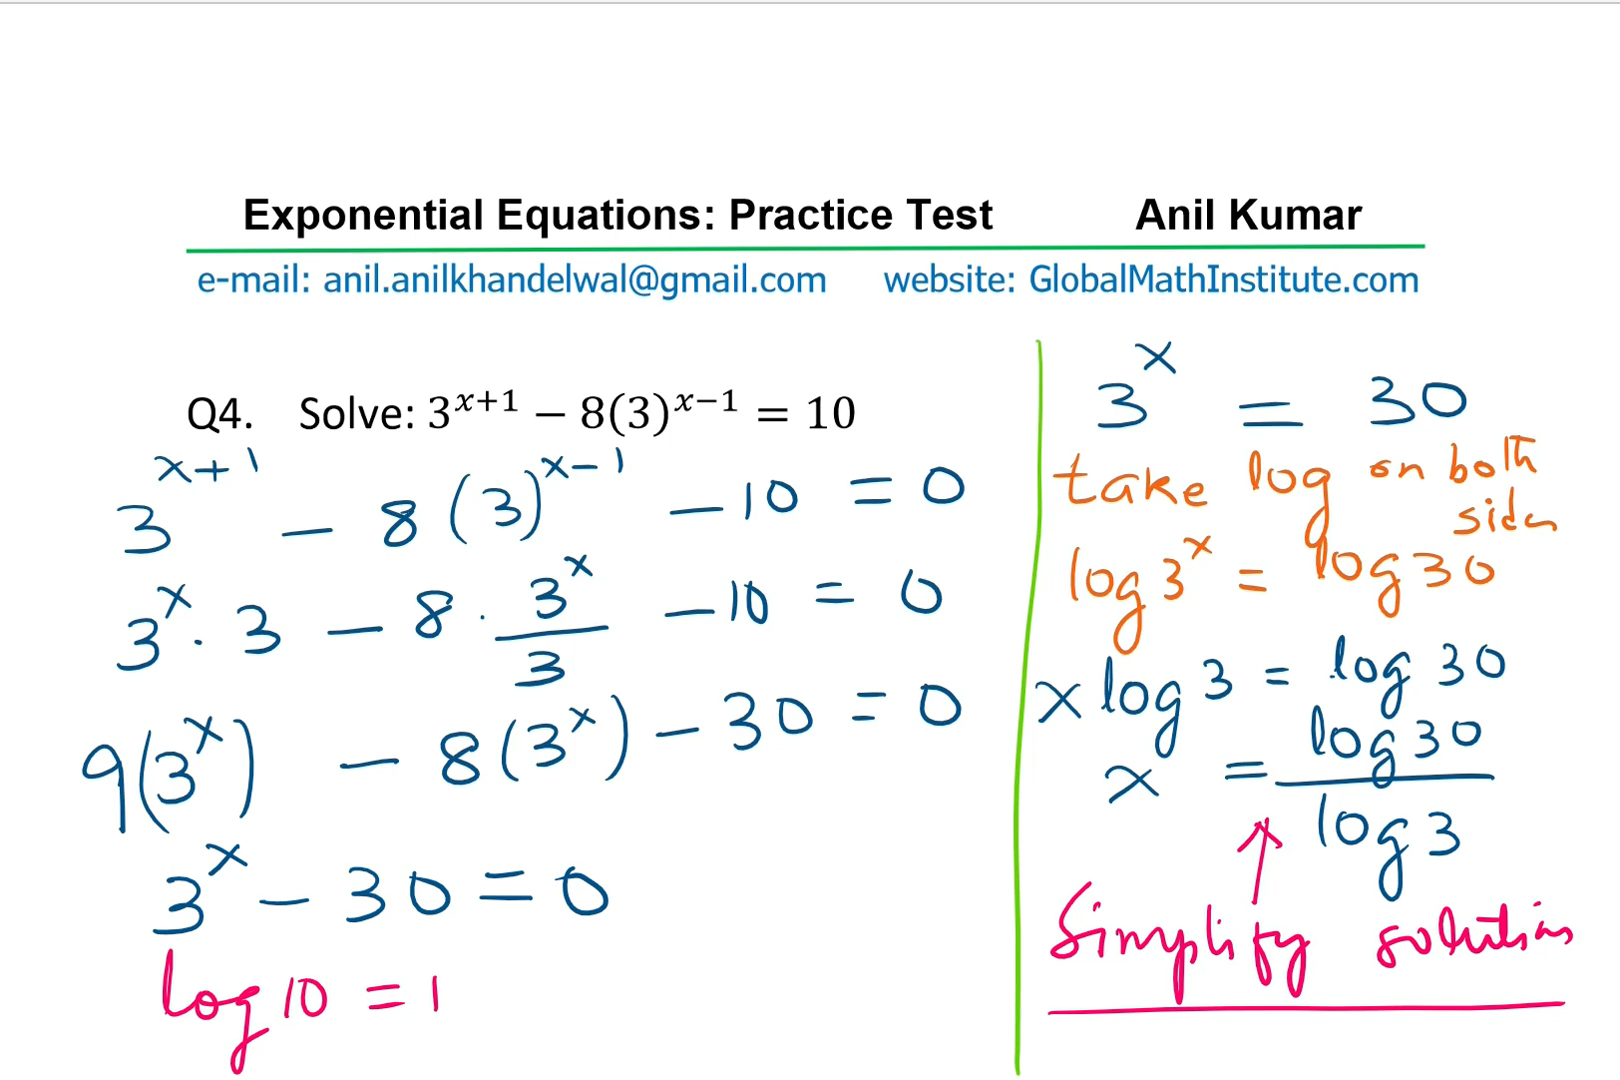 Exponential Equations: Practice Test Anil Kumar
e-mail: anil.anilkhandelwal@gmail.com website: GlobalMathInstitute.com
Q4. Solve: 3^{x+1} − 8(3)^{x−1} = 10
3^{x+1} − 8(3)^{x−1} − 10 = 0
3^x · 3 − 8 · 3^x/3 − 10 = 0
9(3^x) − 8(3^x) − 30 = 0
3^x − 30 = 0
log 10 = 1
3^x = 30
take log on both
sides
log 3^x = log 30
x log 3 = log 30
x = log 30 / log 3
↑
Simplify solutions